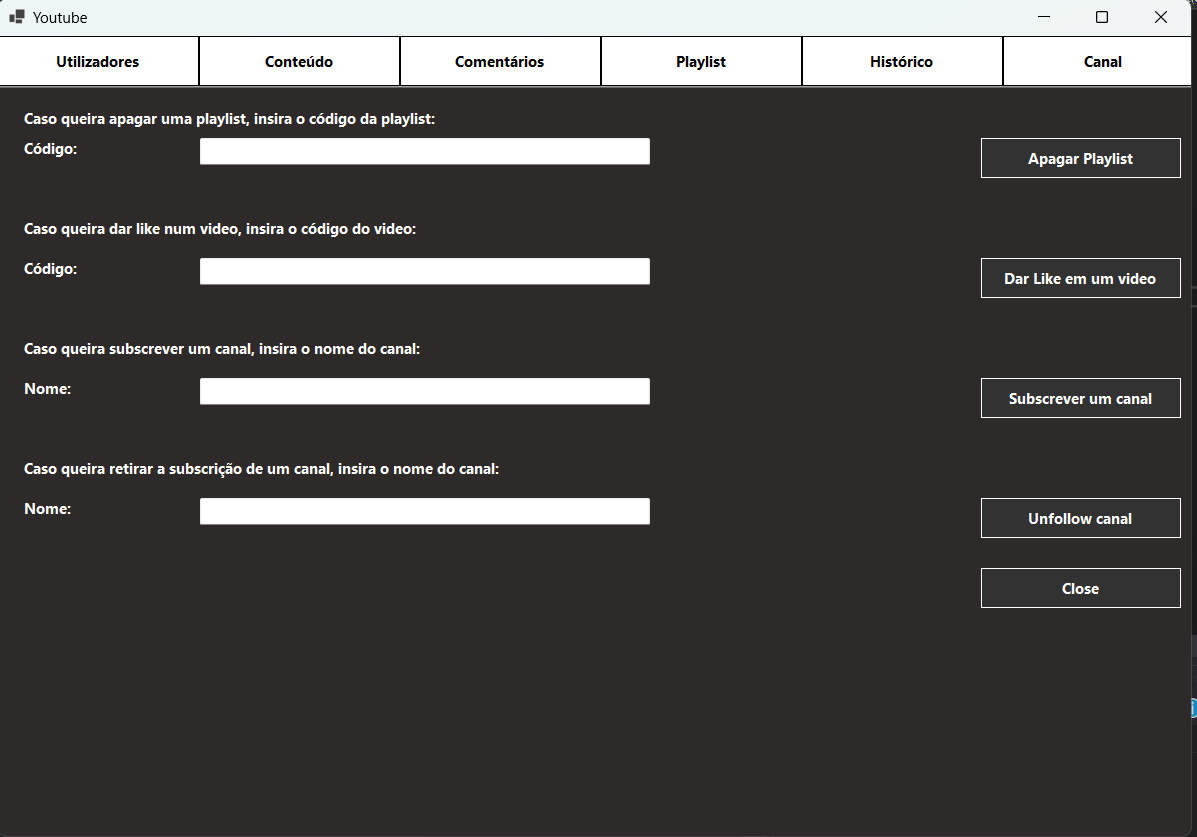 Youtube
Utilizadores Conteúdo Comentários Playlist Histórico Canal
Caso queira apagar uma playlist, insira o código da playlist:
Código:
Apagar Playlist
Caso queira dar like num video, insira o código do video:
Código:
Dar Like em um video
Caso queira subscrever um canal, insira o nome do canal:
Nome:
Subscrever um canal
Caso queira retirar a subscrição de um canal, insira o nome do canal:
Nome:
Unfollow canal
Close